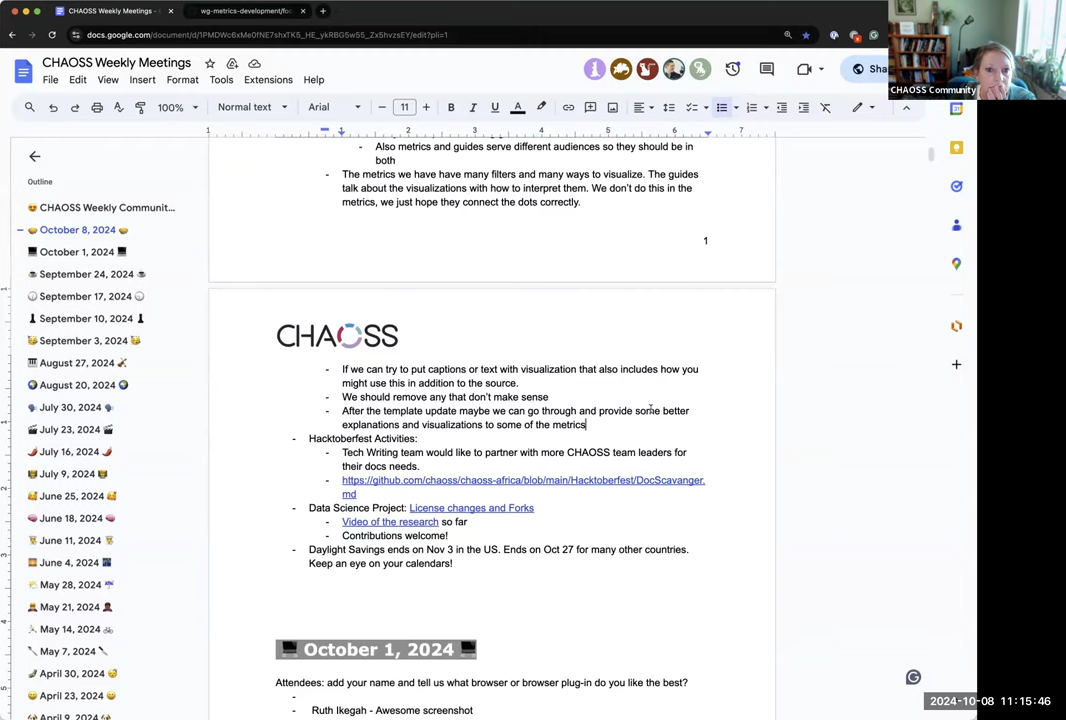 CHAOSS Weekly Meetings -
wg-metrics-development/foc
docs.google.com/document/d/1PMDWc6xMe0fNE7shxTK5_HE_ykRBG5w55_Zx5hvzsEY/edit?pli=1
CHAOSS Weekly Meetings
File Edit View Insert Format Tools Extensions Help
Sha
CHAOSS Community
100% Normal text Arial 11 B I U A
1 1 2 3 4 5 6 7
Outline
CHAOSS Weekly Communit...
October 8, 2024
October 1, 2024
September 24, 2024
September 17, 2024
September 10, 2024
September 3, 2024
August 27, 2024
August 20, 2024
July 30, 2024
July 23, 2024
July 16, 2024
July 9, 2024
June 25, 2024
June 18, 2024
June 11, 2024
June 4, 2024
May 28, 2024
May 21, 2024
May 14, 2024
May 7, 2024
April 30, 2024
April 23, 2024
April 9, 2024
- Also metrics and guides serve different audiences so they should be in
both
- The metrics we have have many filters and many ways to visualize. The guides
talk about the visualizations with how to interpret them. We don't do this in the
metrics, we just hope they connect the dots correctly.
1
CHAOSS
- If we can try to put captions or text with visualization that also includes how you
might use this in addition to the source.
- We should remove any that don't make sense
- After the template update maybe we can go through and provide some better
explanations and visualizations to some of the metrics
- Hacktoberfest Activities:
- Tech Writing team would like to partner with more CHAOSS team leaders for
their docs needs.
- https://github.com/chaoss/chaoss-africa/blob/main/Hacktoberfest/DocScavanger.
md
- Data Science Project: License changes and Forks
- Video of the research so far
- Contributions welcome!
- Daylight Savings ends on Nov 3 in the US. Ends on Oct 27 for many other countries.
Keep an eye on your calendars!
October 1, 2024
Attendees: add your name and tell us what browser or browser plug-in do you like the best?
-
- Ruth Ikegah - Awesome screenshot
2024-10-08 11:15:46